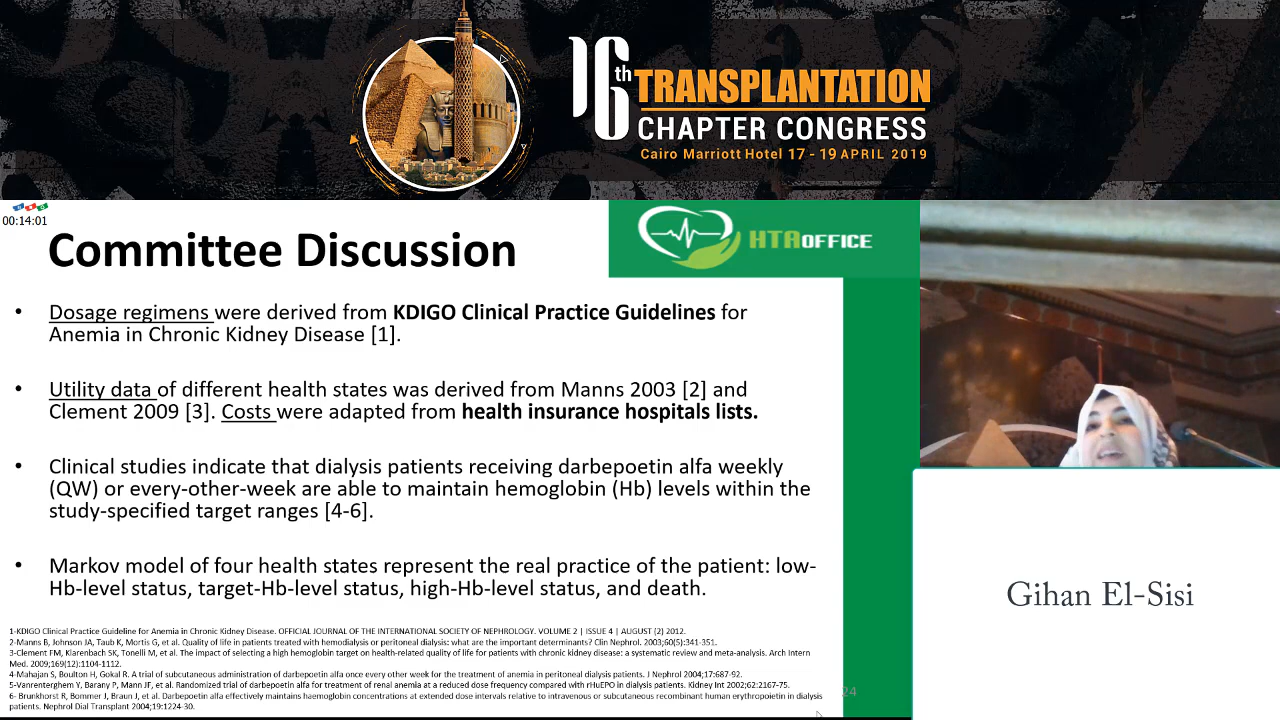 16th TRANSPLANTATION
CHAPTER CONGRESS
Cairo Marriott Hotel 17 - 19 APRIL 2019
00:14:01
HTAOFFICE
Committee Discussion
• Dosage regimens were derived from KDIGO Clinical Practice Guidelines for
Anemia in Chronic Kidney Disease [1].
• Utility data of different health states was derived from Manns 2003 [2] and
Clement 2009 [3]. Costs were adapted from health insurance hospitals lists.
• Clinical studies indicate that dialysis patients receiving darbepoetin alfa weekly
(QW) or every-other-week are able to maintain hemoglobin (Hb) levels within the
study-specified target ranges [4-6].
• Markov model of four health states represent the real practice of the patient: low-
Hb-level status, target-Hb-level status, high-Hb-level status, and death.
1-KDIGO Clinical Practice Guideline for Anemia in Chronic Kidney Disease. OFFICIAL JOURNAL OF THE INTERNATIONAL SOCIETY OF NEPHROLOGY. VOLUME 2 | ISSUE 4 | AUGUST (2) 2012.
2-Manns B, Johnson JA, Taub K, Mortis G, et al. Quality of life in patients treated with hemodialysis or peritoneal dialysis: what are the important determinants? Clin Nephrol. 2003;60(5):341-351.
3-Clement FM, Klarenbach SK, Tonelli M, et al. The impact of selecting a high hemoglobin target on health-related quality of life for patients with chronic kidney disease: a systematic review and meta-analysis. Arch Intern
Med. 2009;169(12):1104-1112.
4-Mahajan S, Boulton H, Gokal R. A trial of subcutaneous administration of darbepoetin alfa once every other week for the treatment of anemia in peritoneal dialysis patients. J Nephrol 2004;17:687-92.
5-Vanrenterghem Y, Barany P, Mann JF, et al. Randomized trial of darbepoetin alfa for treatment of renal anemia at a reduced dose frequency compared with rHuEPO in dialysis patients. Kidney Int 2002;62:2167-75.
6- Brunkhorst R, Bommer J, Braun J, et al. Darbepoetin alfa effectively maintains haemoglobin concentrations at extended dose intervals relative to intravenous or subcutaneous recombinant human erythropoietin in dialysis
patients. Nephrol Dial Transplant 2004;19:1224-30.
24
Gihan El-Sisi